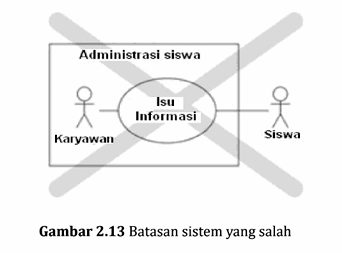 Administrasi siswa
Isu
Informasi
Karyawan
Siswa
Gambar 2.13 Batasan sistem yang salah